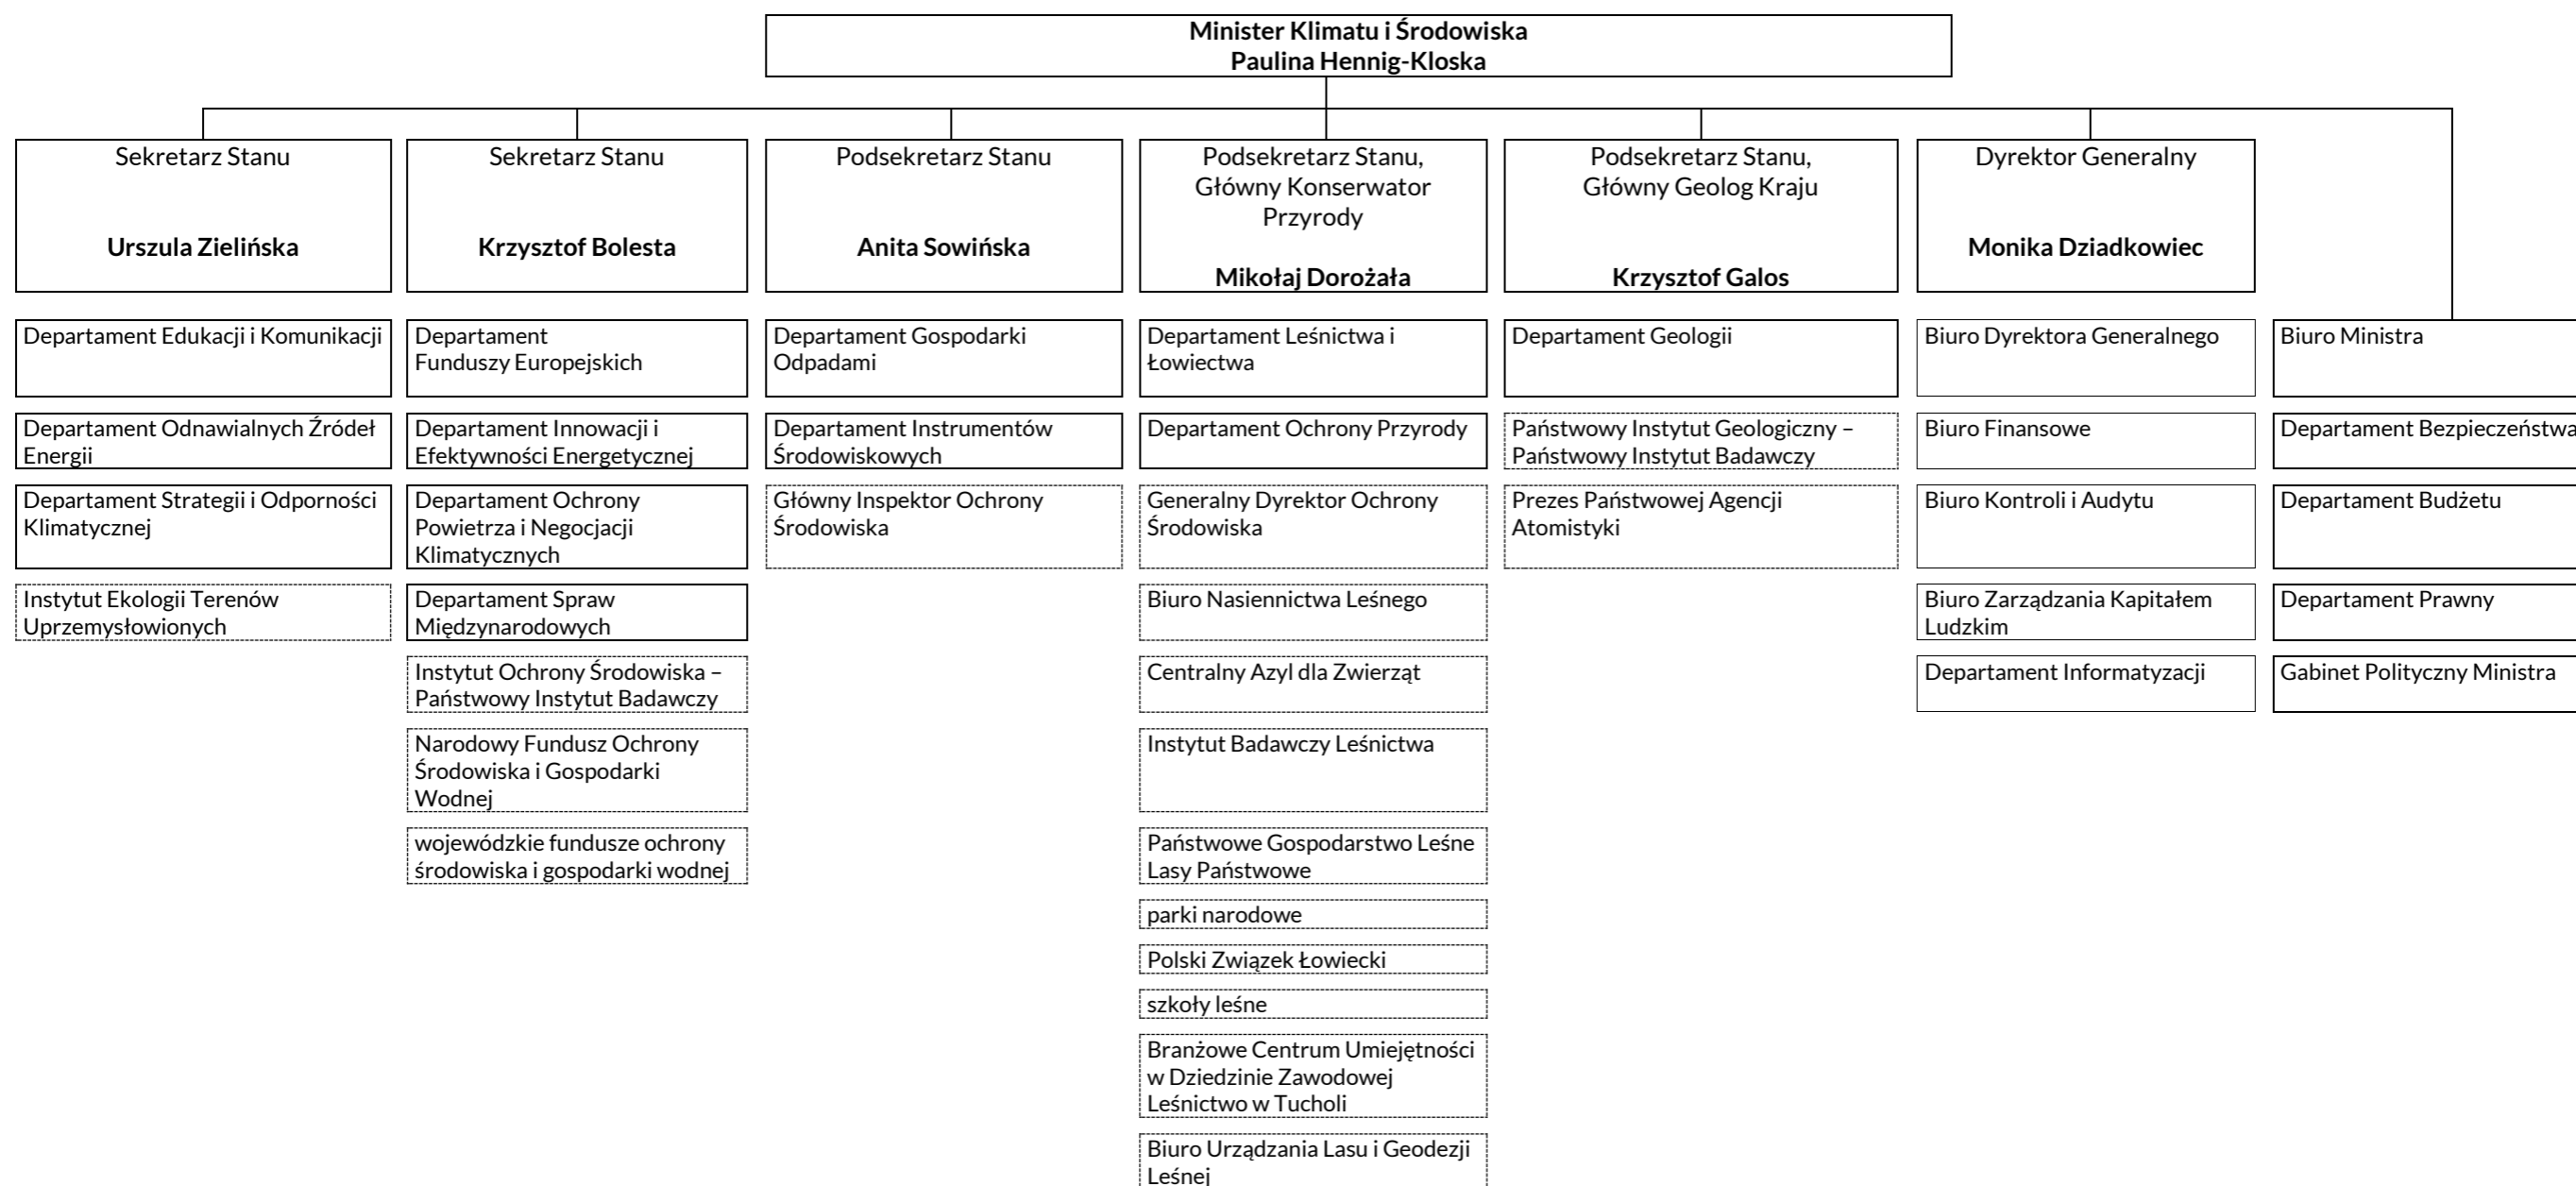 Minister Klimatu i Środowiska
Paulina Hennig-Kloska
Sekretarz Stanu
Urszula Zielińska
Sekretarz Stanu
Krzysztof Bolesta
Podsekretarz Stanu
Anita Sowińska
Podsekretarz Stanu,
Główny Konserwator
Przyrody
Mikołaj Dorożała
Podsekretarz Stanu,
Główny Geolog Kraju
Krzysztof Galos
Dyrektor Generalny
Monika Dziadkowiec
Departament Edukacji i Komunikacji
Departament Odnawialnych Źródeł
Energii
Departament Strategii i Odporności
Klimatycznej
Instytut Ekologii Terenów
Uprzemysłowionych
Departament
Funduszy Europejskich
Departament Innowacji i
Efektywności Energetycznej
Departament Ochrony
Powietrza i Negocjacji
Klimatycznych
Departament Spraw
Międzynarodowych
Instytut Ochrony Środowiska –
Państwowy Instytut Badawczy
Narodowy Fundusz Ochrony
Środowiska i Gospodarki
Wodnej
wojewódzkie fundusze ochrony
środowiska i gospodarki wodnej
Departament Gospodarki
Odpadami
Departament Instrumentów
Środowiskowych
Główny Inspektor Ochrony
Środowiska
Departament Leśnictwa i
Łowiectwa
Departament Ochrony Przyrody
Generalny Dyrektor Ochrony
Środowiska
Biuro Nasiennictwa Leśnego
Centralny Azyl dla Zwierząt
Instytut Badawczy Leśnictwa
Państwowe Gospodarstwo Leśne
Lasy Państwowe
parki narodowe
Polski Związek Łowiecki
szkoły leśne
Branżowe Centrum Umiejętności
w Dziedzinie Zawodowej
Leśnictwo w Tucholi
Biuro Urządzania Lasu i Geodezji
Leśnej
Departament Geologii
Państwowy Instytut Geologiczny –
Państwowy Instytut Badawczy
Prezes Państwowej Agencji
Atomistyki
Biuro Dyrektora Generalnego
Biuro Finansowe
Biuro Kontroli i Audytu
Biuro Zarządzania Kapitałem
Ludzkim
Departament Informatyzacji
Biuro Ministra
Departament Bezpieczeństwa
Departament Budżetu
Departament Prawny
Gabinet Polityczny Ministra